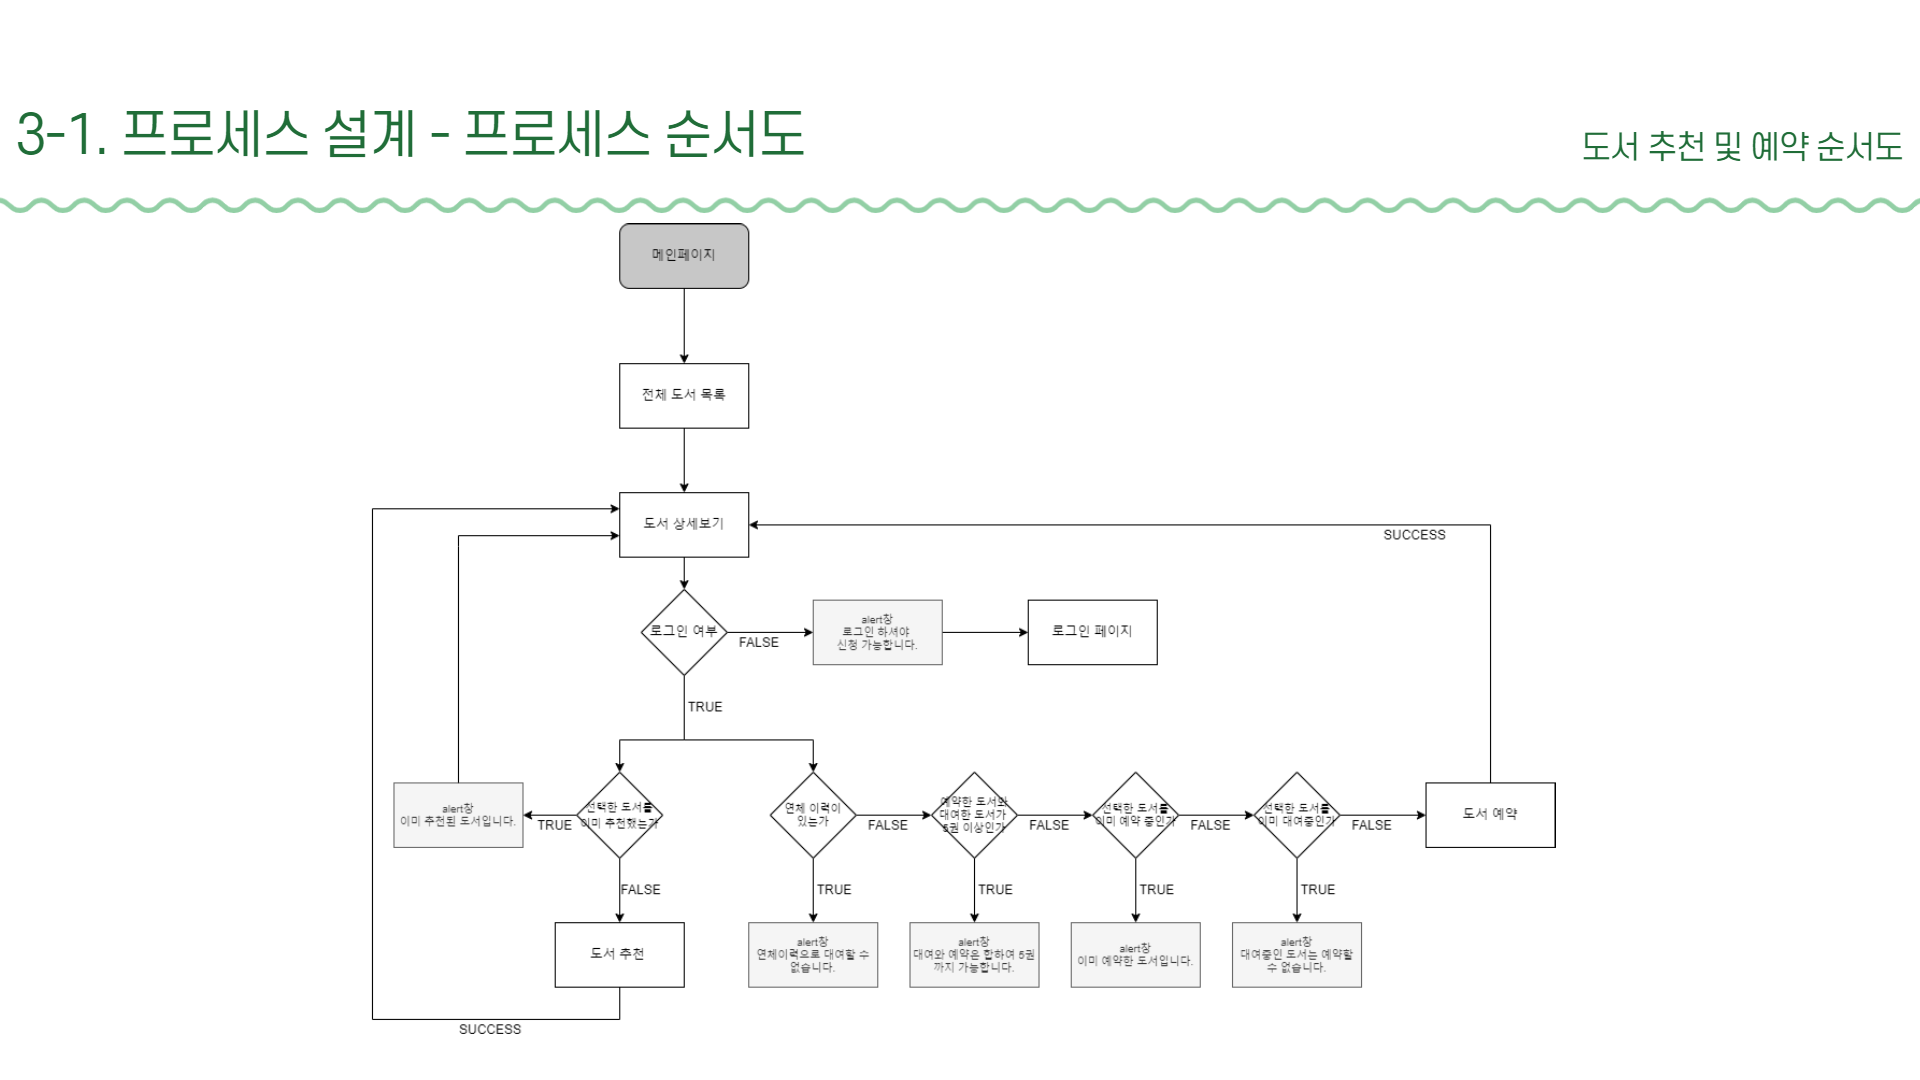 3-1. 프로세스 설계 - 프로세스 순서도
도서 추천 및 예약 순서도
메인페이지
전체 도서 목록
도서 상세보기
SUCCESS
로그인 여부
FALSE
alert창
로그인 하셔야
신청 가능합니다.
로그인 페이지
TRUE
alert창
이미 추천된 도서입니다.
TRUE
선택한 도서를
이미 추천했는가
연체 이력이
있는가
FALSE
예약한 도서와
대여한 도서가
5권 이상인가
FALSE
선택한 도서를
이미 예약 중인가
FALSE
선택한 도서를
이미 대여중인가
FALSE
도서 예약
FALSE
TRUE
TRUE
TRUE
TRUE
도서 추천
alert창
연체이력으로 대여할 수
없습니다.
alert창
대여와 예약은 합하여 5권
까지 가능합니다.
alert창
이미 예약한 도서입니다.
alert창
대여중인 도서는 예약할
수 없습니다.
SUCCESS